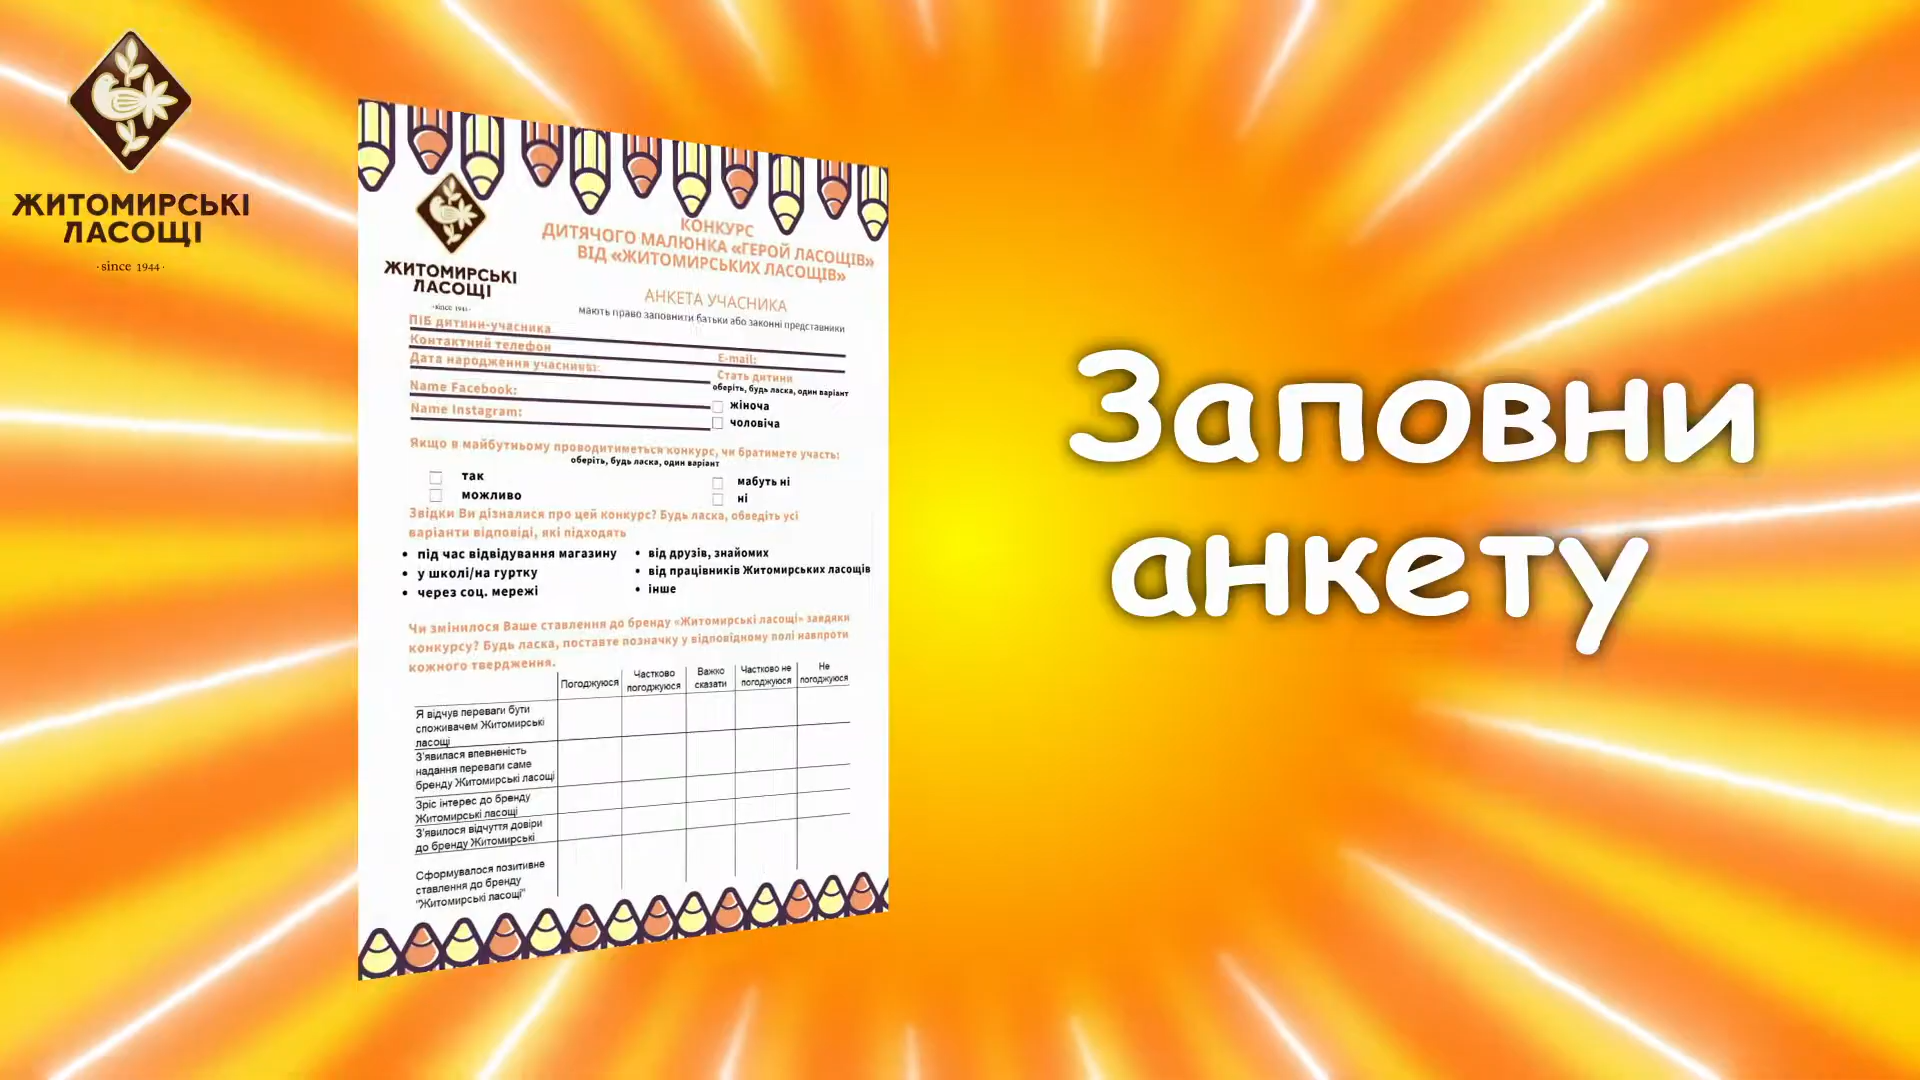 ЖИТОМИРСЬКІ
ЛАСОЩІ
·since 1944·
ЖИТОМИРСЬКІ
ЛАСОЩІ
·since 1944·
КОНКУРС
ДИТЯЧОГО МАЛЮНКА «ГЕРОЙ ЛАСОЩІВ»
ВІД «ЖИТОМИРСЬКИХ ЛАСОЩІВ»
АНКЕТА УЧАСНИКА
мають право заповнити батьки або законні представники
ПІБ дитини-учасника
Контактний телефон
E-mail:
Дата народження учасниці:
Стать дитини
оберіть, будь ласка, один варіант
Name Facebook:
жіноча
Name Instagram:
чоловіча
Якщо в майбутньому проводитиметься конкурс, чи братимете участь:
оберіть, будь ласка, один варіант
так
мабуть ні
можливо
ні
Звідки Ви дізналися про цей конкурс? Будь ласка, обведіть усі
варіанти відповіді, які підходять
• під час відвідування магазину
• від друзів, знайомих
• у школі/на гуртку
• від працівників Житомирських ласощів
• через соц. мережі
• інше
Чи змінилося Ваше ставлення до бренду «Житомирські ласощі» завдяки
конкурсу? Будь ласка, поставте позначку у відповідному полі навпроти
кожного твердження.
Погоджуюся
Частково
погоджуюся
Важко
сказати
Частково не
погоджуюся
Не
погоджуюся
Я відчув переваги бути
споживачем Житомирські
ласощі
З'явилася впевненість
надання переваги саме
бренду Житомирські ласощі
Зріс інтерес до бренду
Житомирські ласощі
З'явилося відчуття довіри
до бренду Житомирські
Сформувалося позитивне
ставлення до бренду
"Житомирські ласощі"
Заповни
анкету